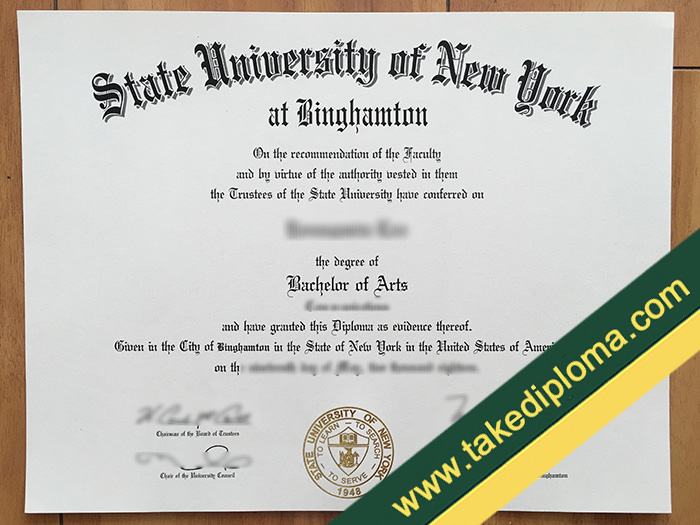 State University of New York
at Binghamton
On the recommendation of the Faculty
and by virtue of the authority vested in them
the Trustees of the State University have conferred on
the degree of
Bachelor of Arts
and have granted this Diploma as evidence thereof.
Given in the City of Binghamton in the State of New York in the United States of Ame
on th
Chairman of the Board of Trustees
Chair of the University Council
STATE UNIVERSITY OF NEW YORK
TO LEARN - TO SEARCH - TO SERVE
1948
inghamton
www.takediploma.com